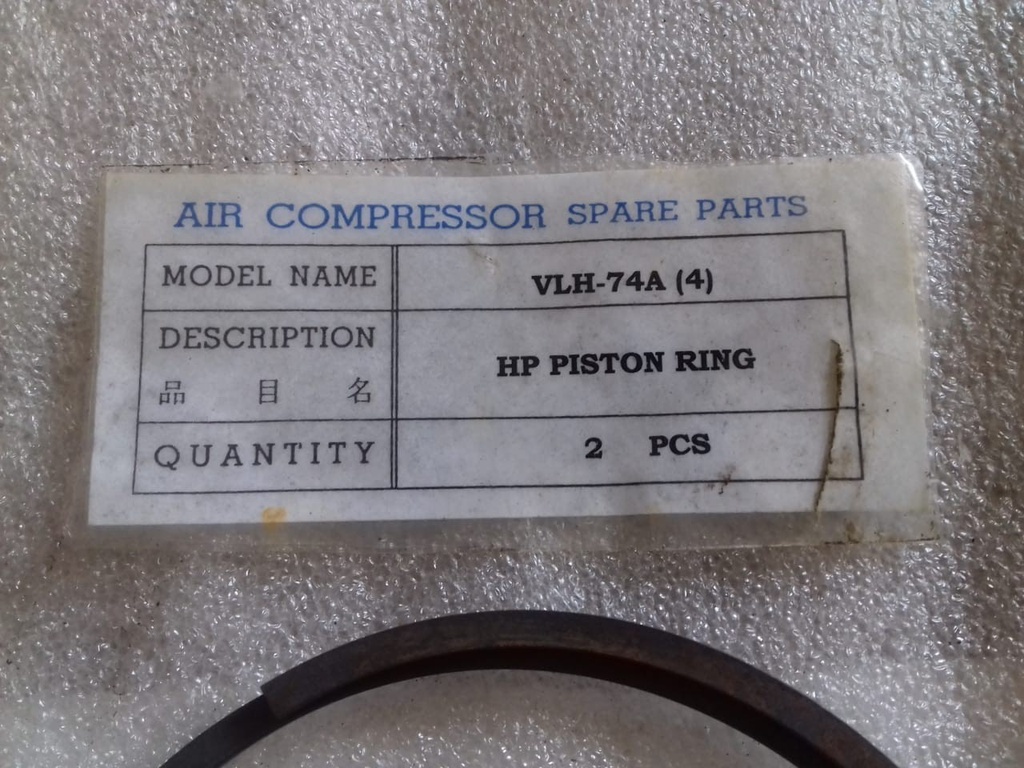 AIR COMPRESSOR SPARE PARTS
MODEL NAME VLH-74A (4)
DESCRIPTION
品 目 名
HP PISTON RING
QUANTITY 2 PCS